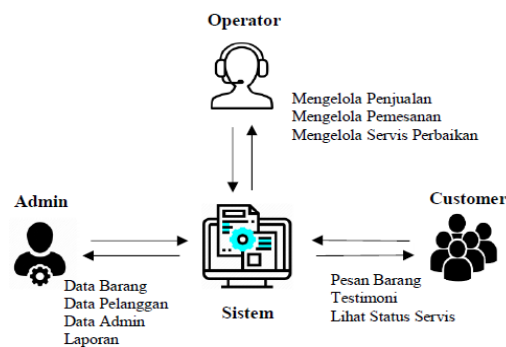 Operator
Mengelola Penjualan
Mengelola Pemesanan
Mengelola Servis Perbaikan
Admin
Customer
Data Barang
Data Pelanggan
Data Admin
Laporan
Sistem
Pesan Barang
Testimoni
Lihat Status Servis